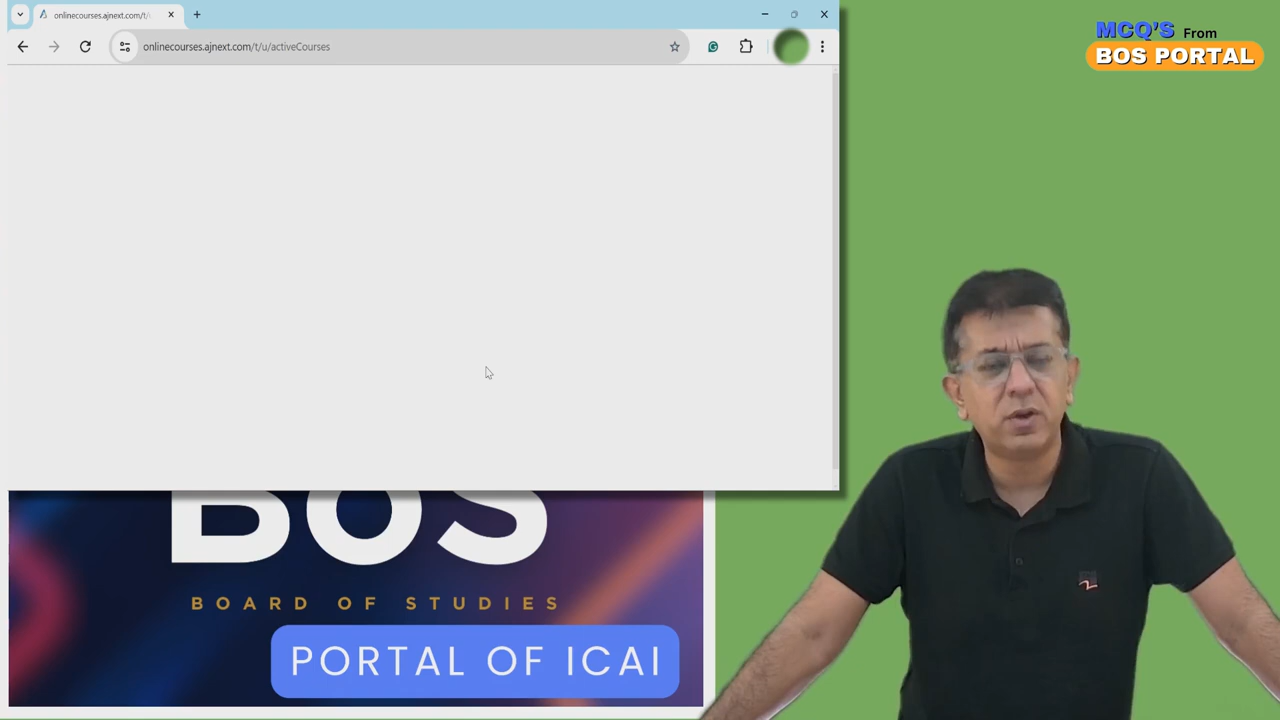 onlinecourses.ajnext.com/t/
onlinecourses.ajnext.com/t/u/activeCourses
MCQ'S From
BOS PORTAL
BOS
BOARD OF STUDIES
PORTAL OF ICAI